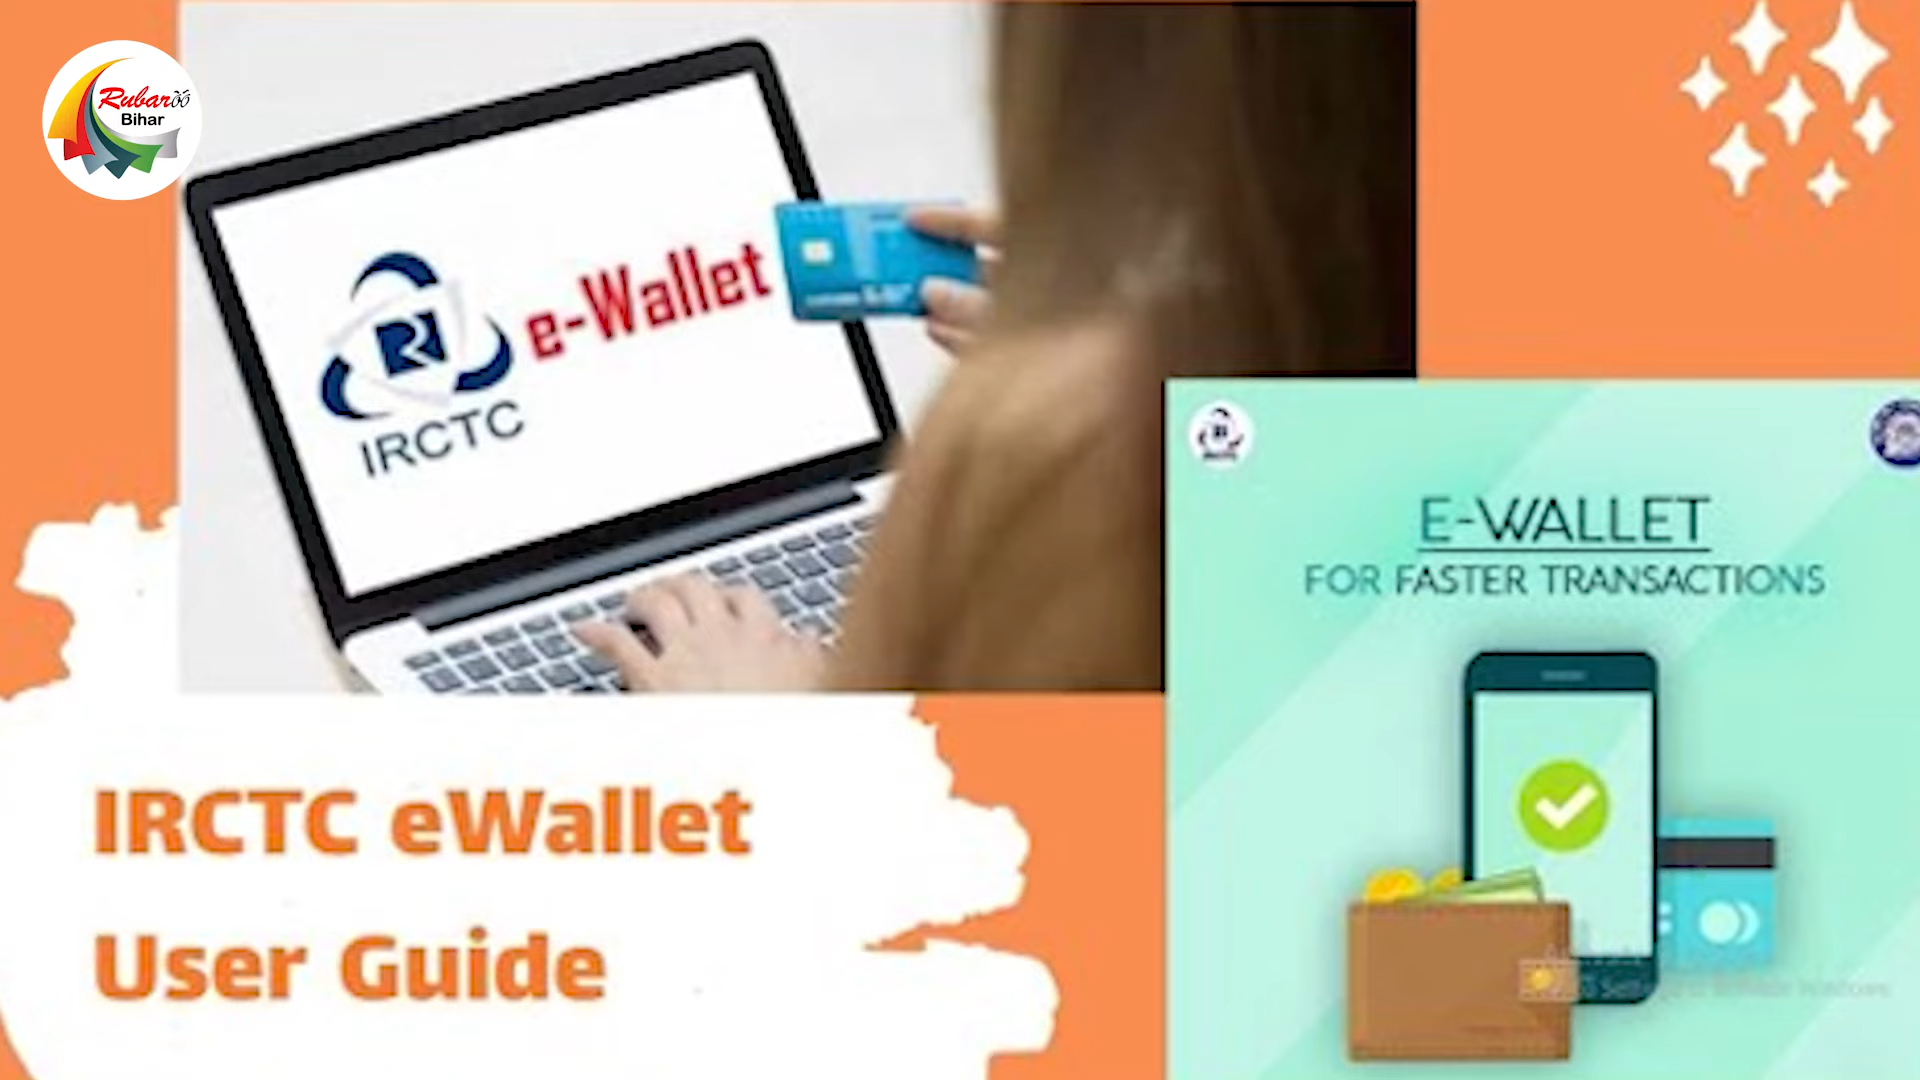 Rubaroo
Bihar
e-Wallet
IRCTC
E-WALLET
FOR FASTER TRANSACTIONS
IRCTC eWallet
User Guide